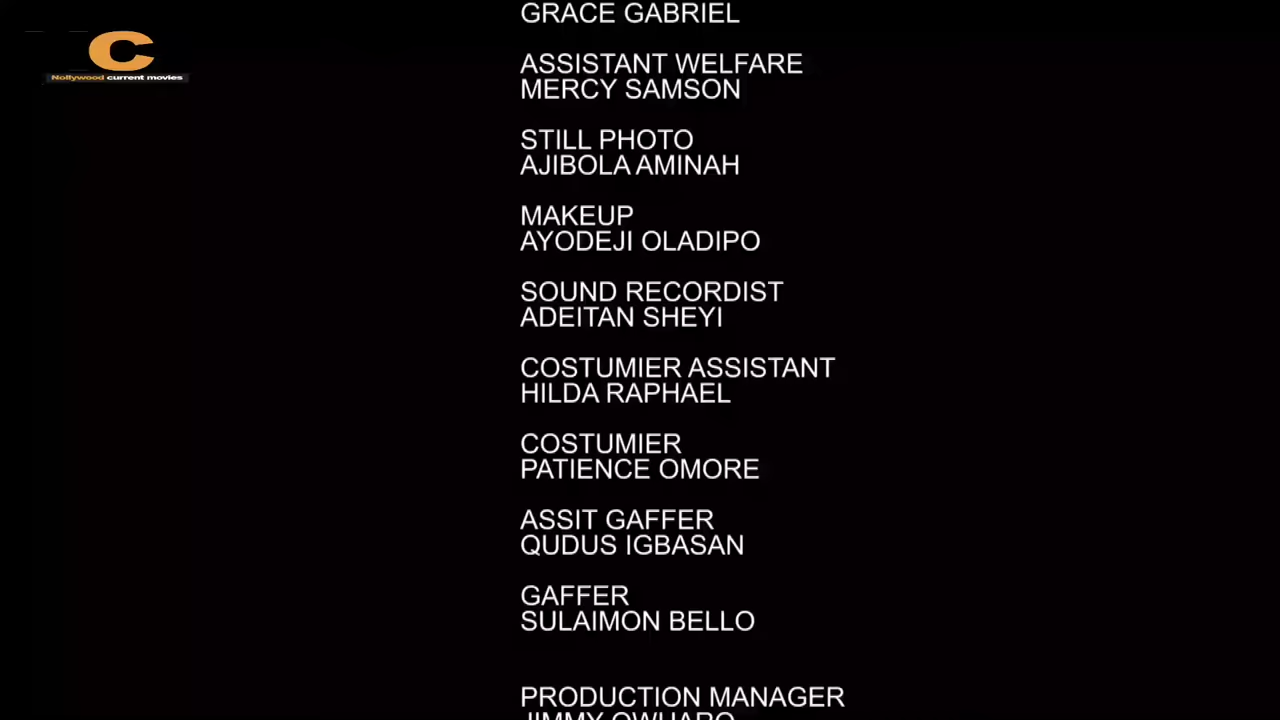 C
Nollywood current movies
GRACE GABRIEL
ASSISTANT WELFARE
MERCY SAMSON
STILL PHOTO
AJIBOLA AMINAH
MAKEUP
AYODEJI OLADIPO
SOUND RECORDIST
ADEITAN SHEYI
COSTUMIER ASSISTANT
HILDA RAPHAEL
COSTUMIER
PATIENCE OMORE
ASSIT GAFFER
QUDUS IGBASAN
GAFFER
SULAIMON BELLO
PRODUCTION MANAGER
JIMMY